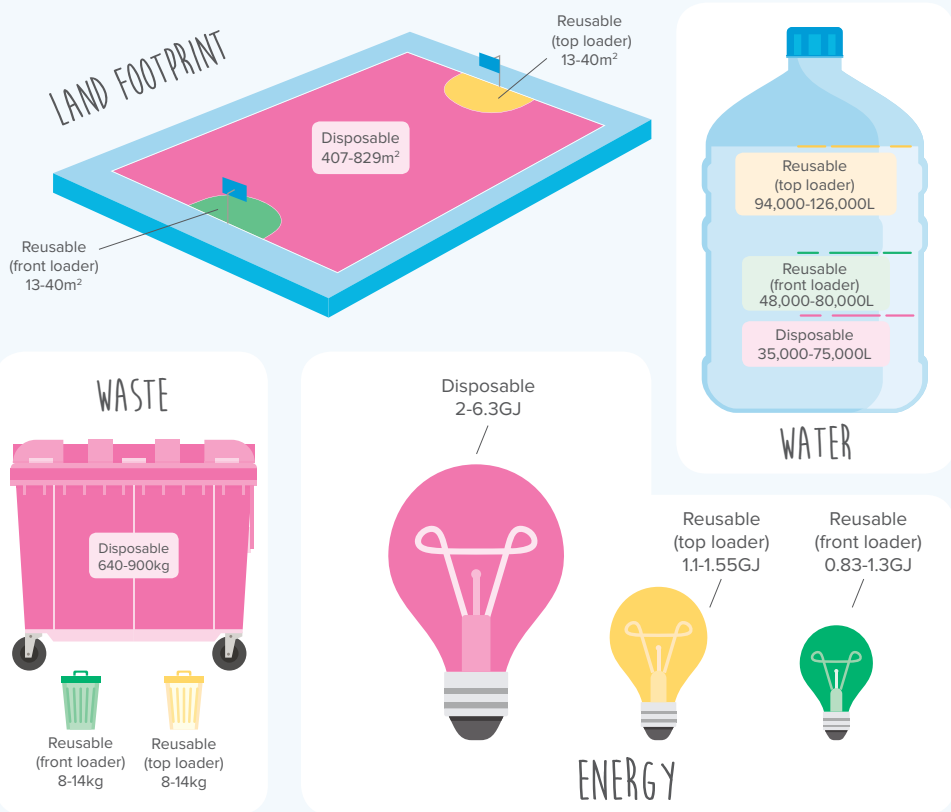 LAND FOOTPRINT
Reusable
(top loader)
13-40m²
Disposable
407-829m²
Reusable
(front loader)
13-40m²
Reusable
(top loader)
94,000-126,000L
Reusable
(front loader)
48,000-80,000L
Disposable
35,000-75,000L
WATER
WASTE
Disposable
640-900kg
Reusable
(front loader)
8-14kg
Reusable
(top loader)
8-14kg
Disposable
2-6.3GJ
Reusable
(top loader)
1.1-1.55GJ
Reusable
(front loader)
0.83-1.3GJ
ENERGY